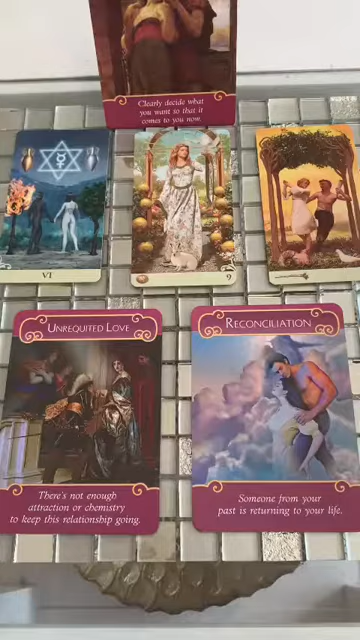 Clearly decide what
you want so that it
comes to you now.
VI
9
UNREQUITED LOVE
RECONCILIATION
There's not enough
attraction or chemistry
to keep this relationship going.
Someone from your
past is returning to your life.